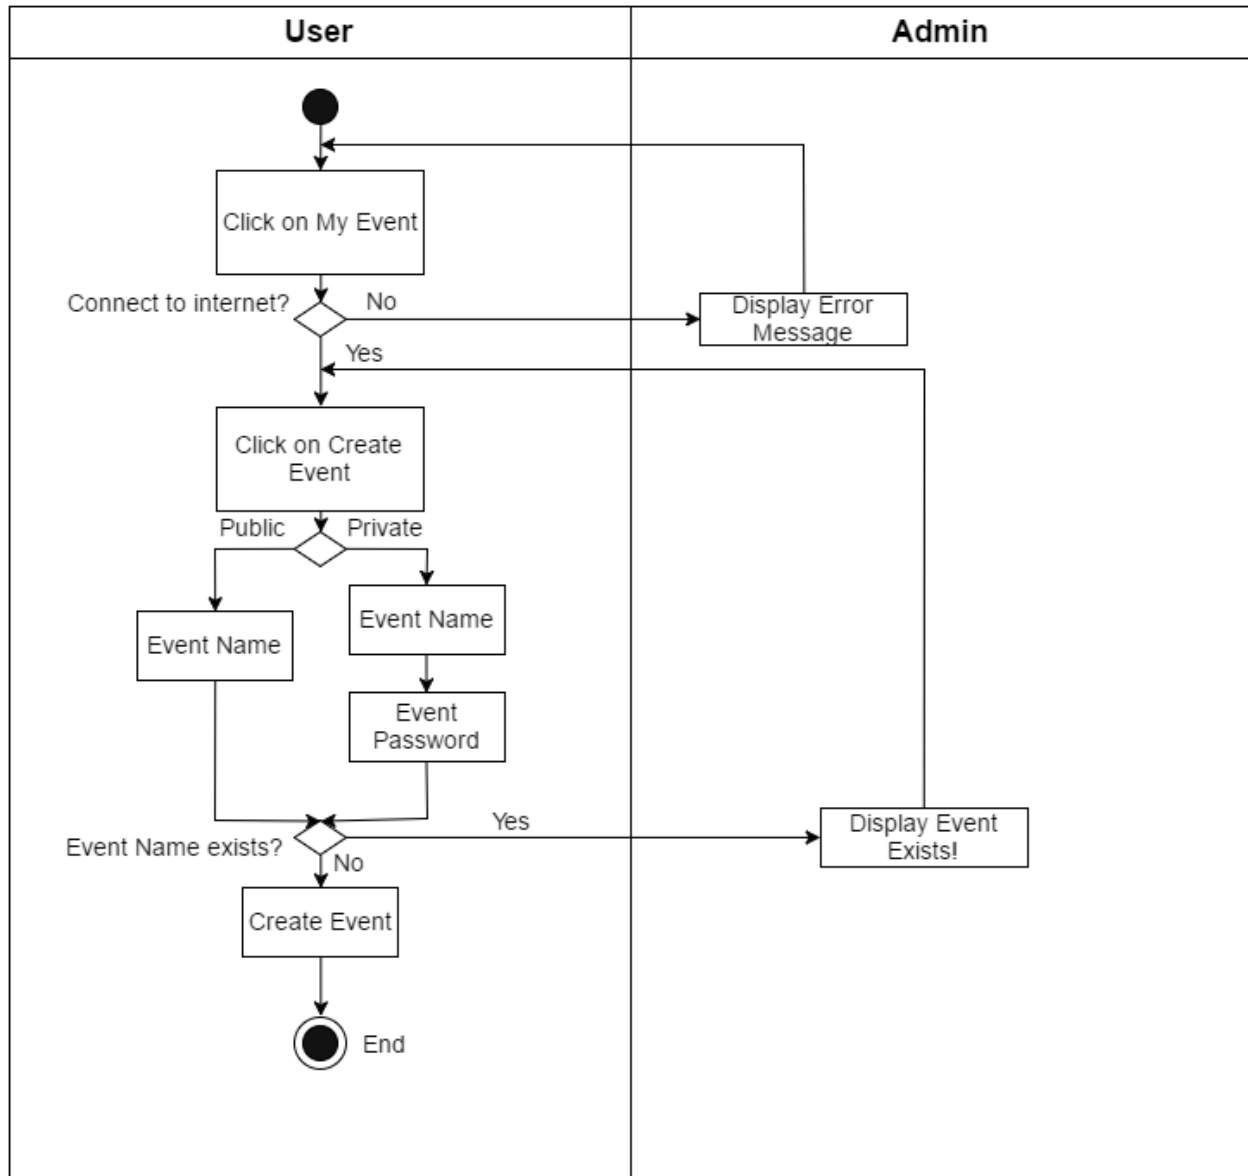 User
Admin
Click on My Event
Connect to internet?
No
Display Error
Message
Yes
Click on Create
Event
Public
Private
Event Name
Event Name
Event
Password
Yes
Display Event
Exists!
Event Name exists?
No
Create Event
End